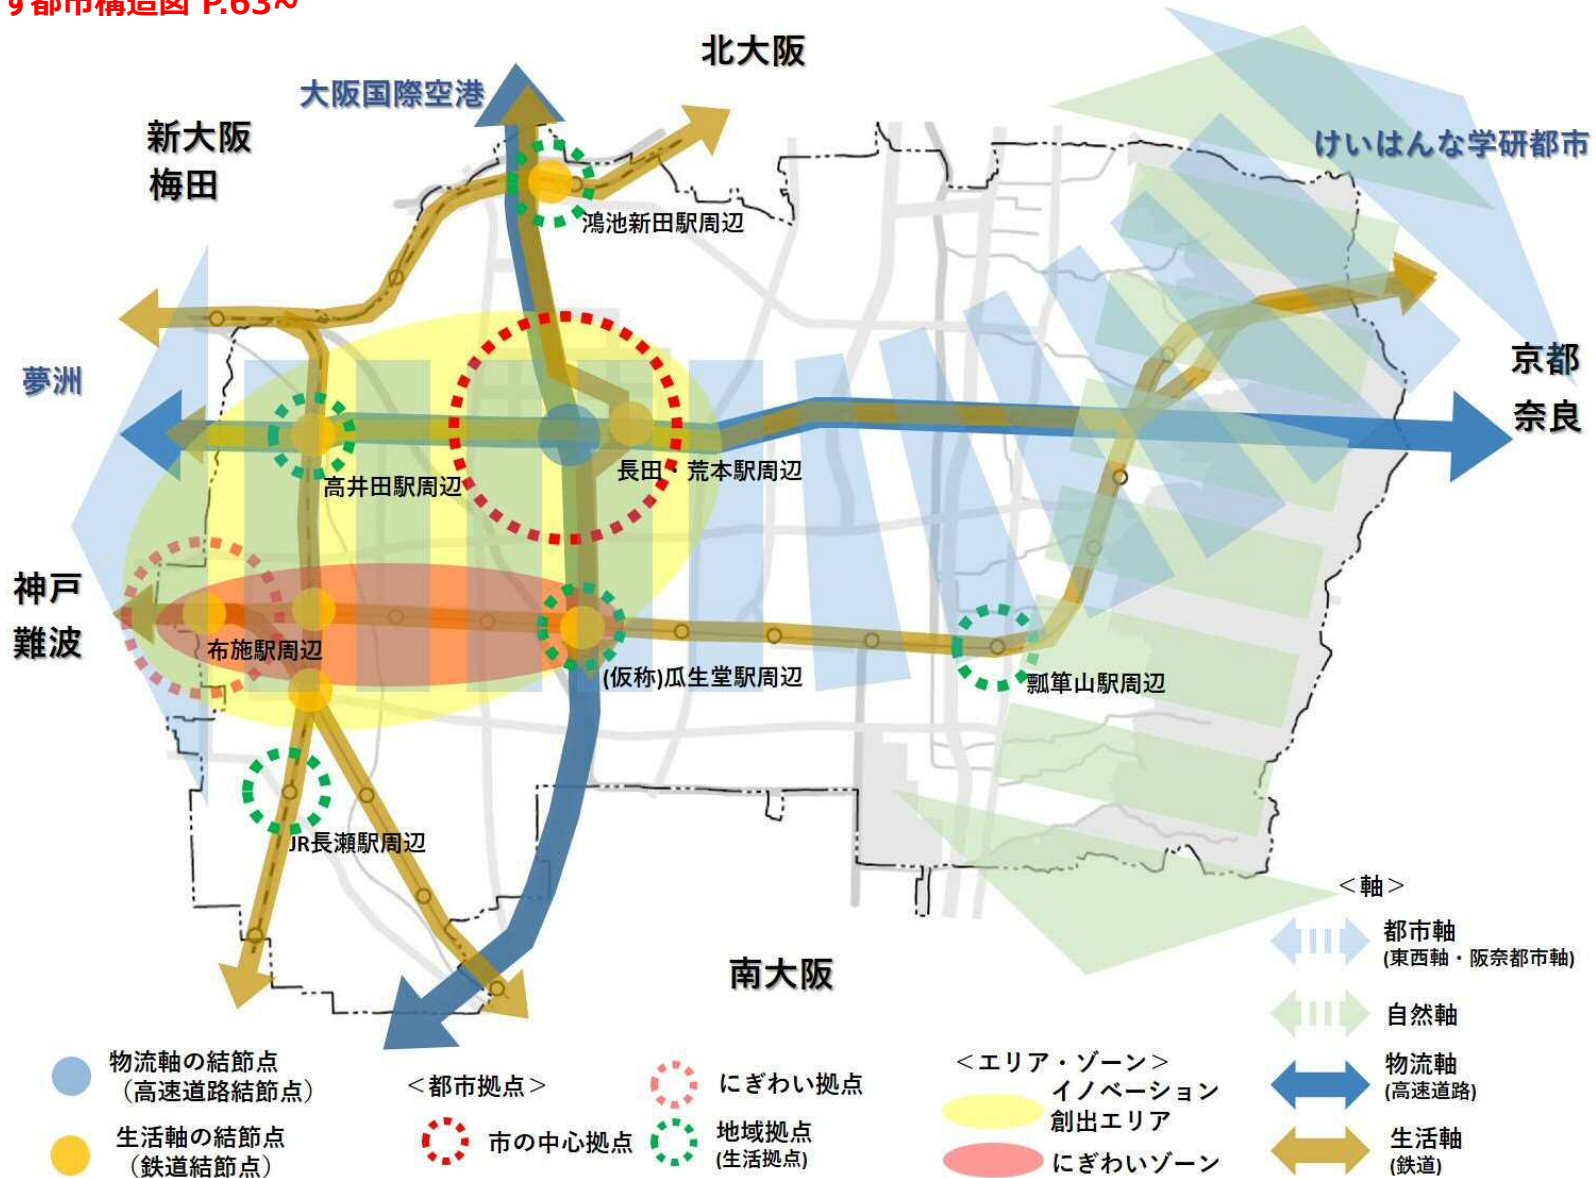 す都市構造図 P.63~
北大阪
大阪国際空港
新大阪
梅田
けいはんな学研都市
鴻池新田駅周辺
夢洲
京都
奈良
長田・荒本駅周辺
高井田駅周辺
神戸
難波
布施駅周辺
(仮称)瓜生堂駅周辺
瓢箪山駅周辺
JR長瀬駅周辺
南大阪
物流軸の結節点
（高速道路結節点）
生活軸の結節点
（鉄道結節点）
＜都市拠点＞
市の中心拠点
にぎわい拠点
地域拠点
(生活拠点)
＜エリア・ゾーン＞
イノベーション
創出エリア
にぎわいゾーン
＜軸＞
都市軸
(東西軸・阪奈都市軸)
自然軸
物流軸
(高速道路)
生活軸
(鉄道)